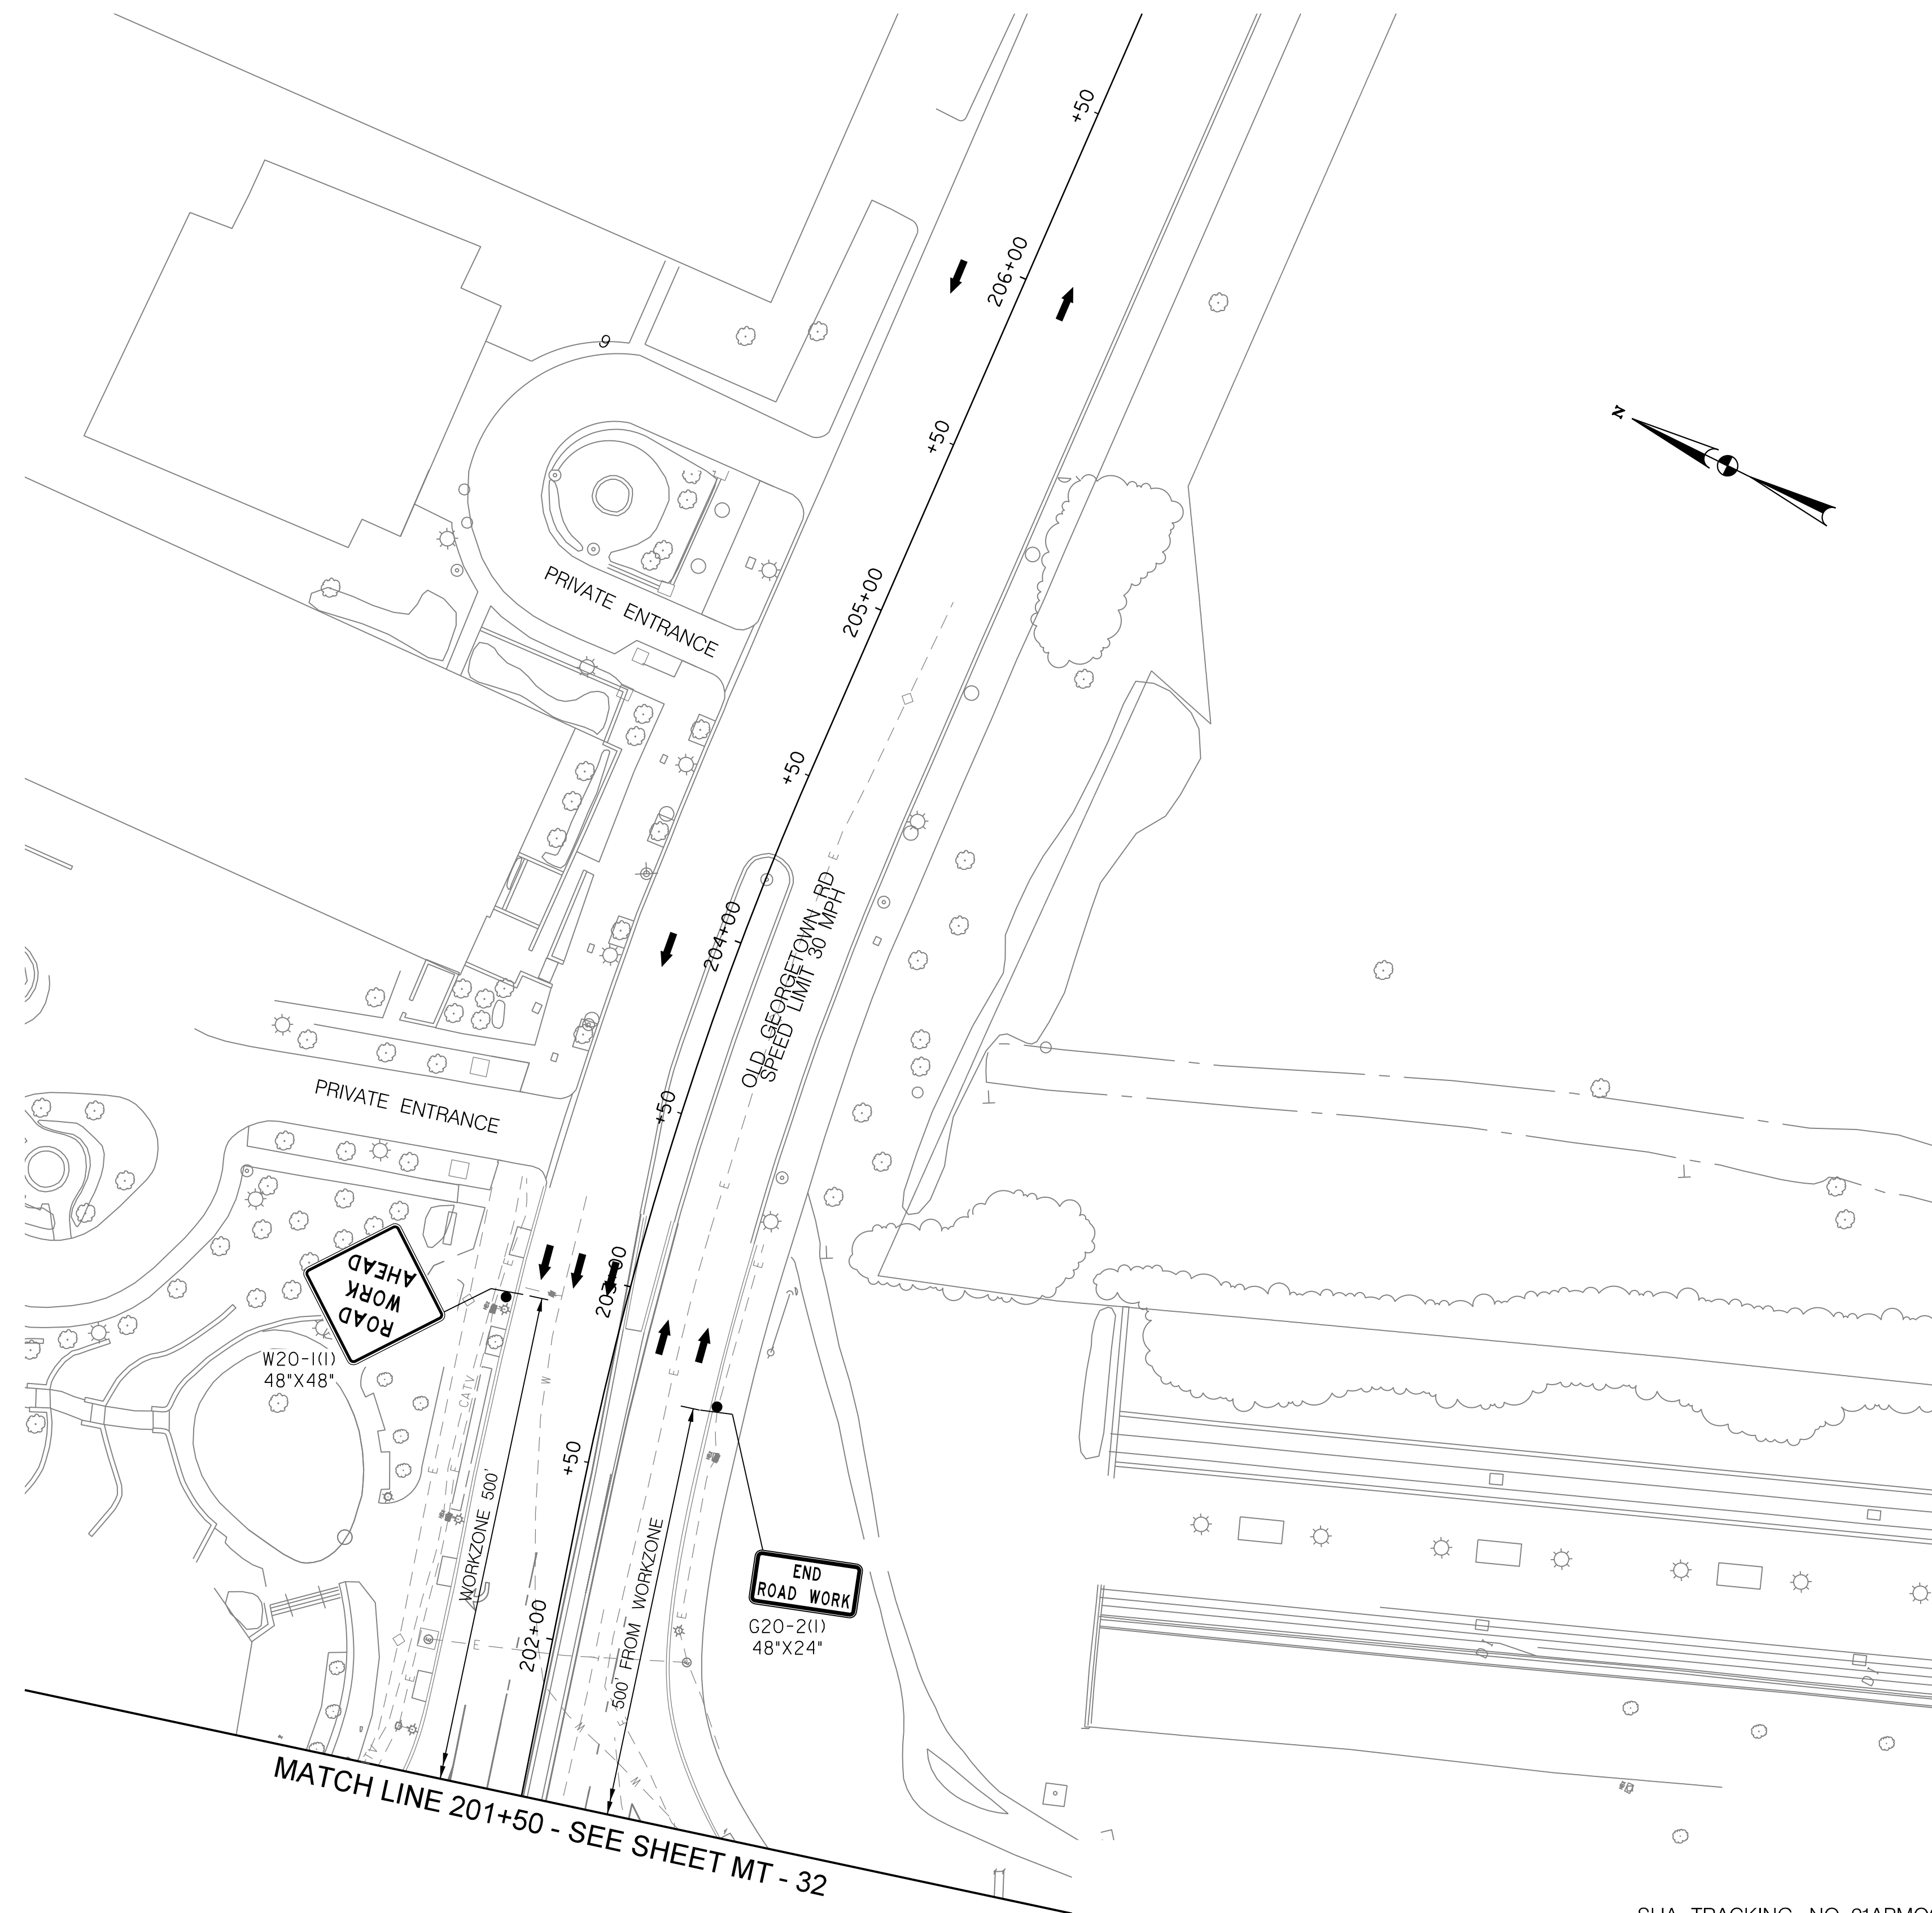 +50
206+00
9
N
+50
205+00
PRIVATE ENTRANCE
+50
204+00
OLD GEORGETOWN RD
SPEED LIMIT 30 MPH
E
+50
PRIVATE ENTRANCE
E
E
E
203+00
ROAD
WORK
AHEAD
W20-1(1)
48"X48"
W
E
CATV
E
E
+50
WORKZONE 500'
500' FROM WORKZONE
END
ROAD WORK
G20-2(1)
48"X24"
202+00
E
E
E
W
W
MATCH LINE 201+50 - SEE SHEET MT - 32